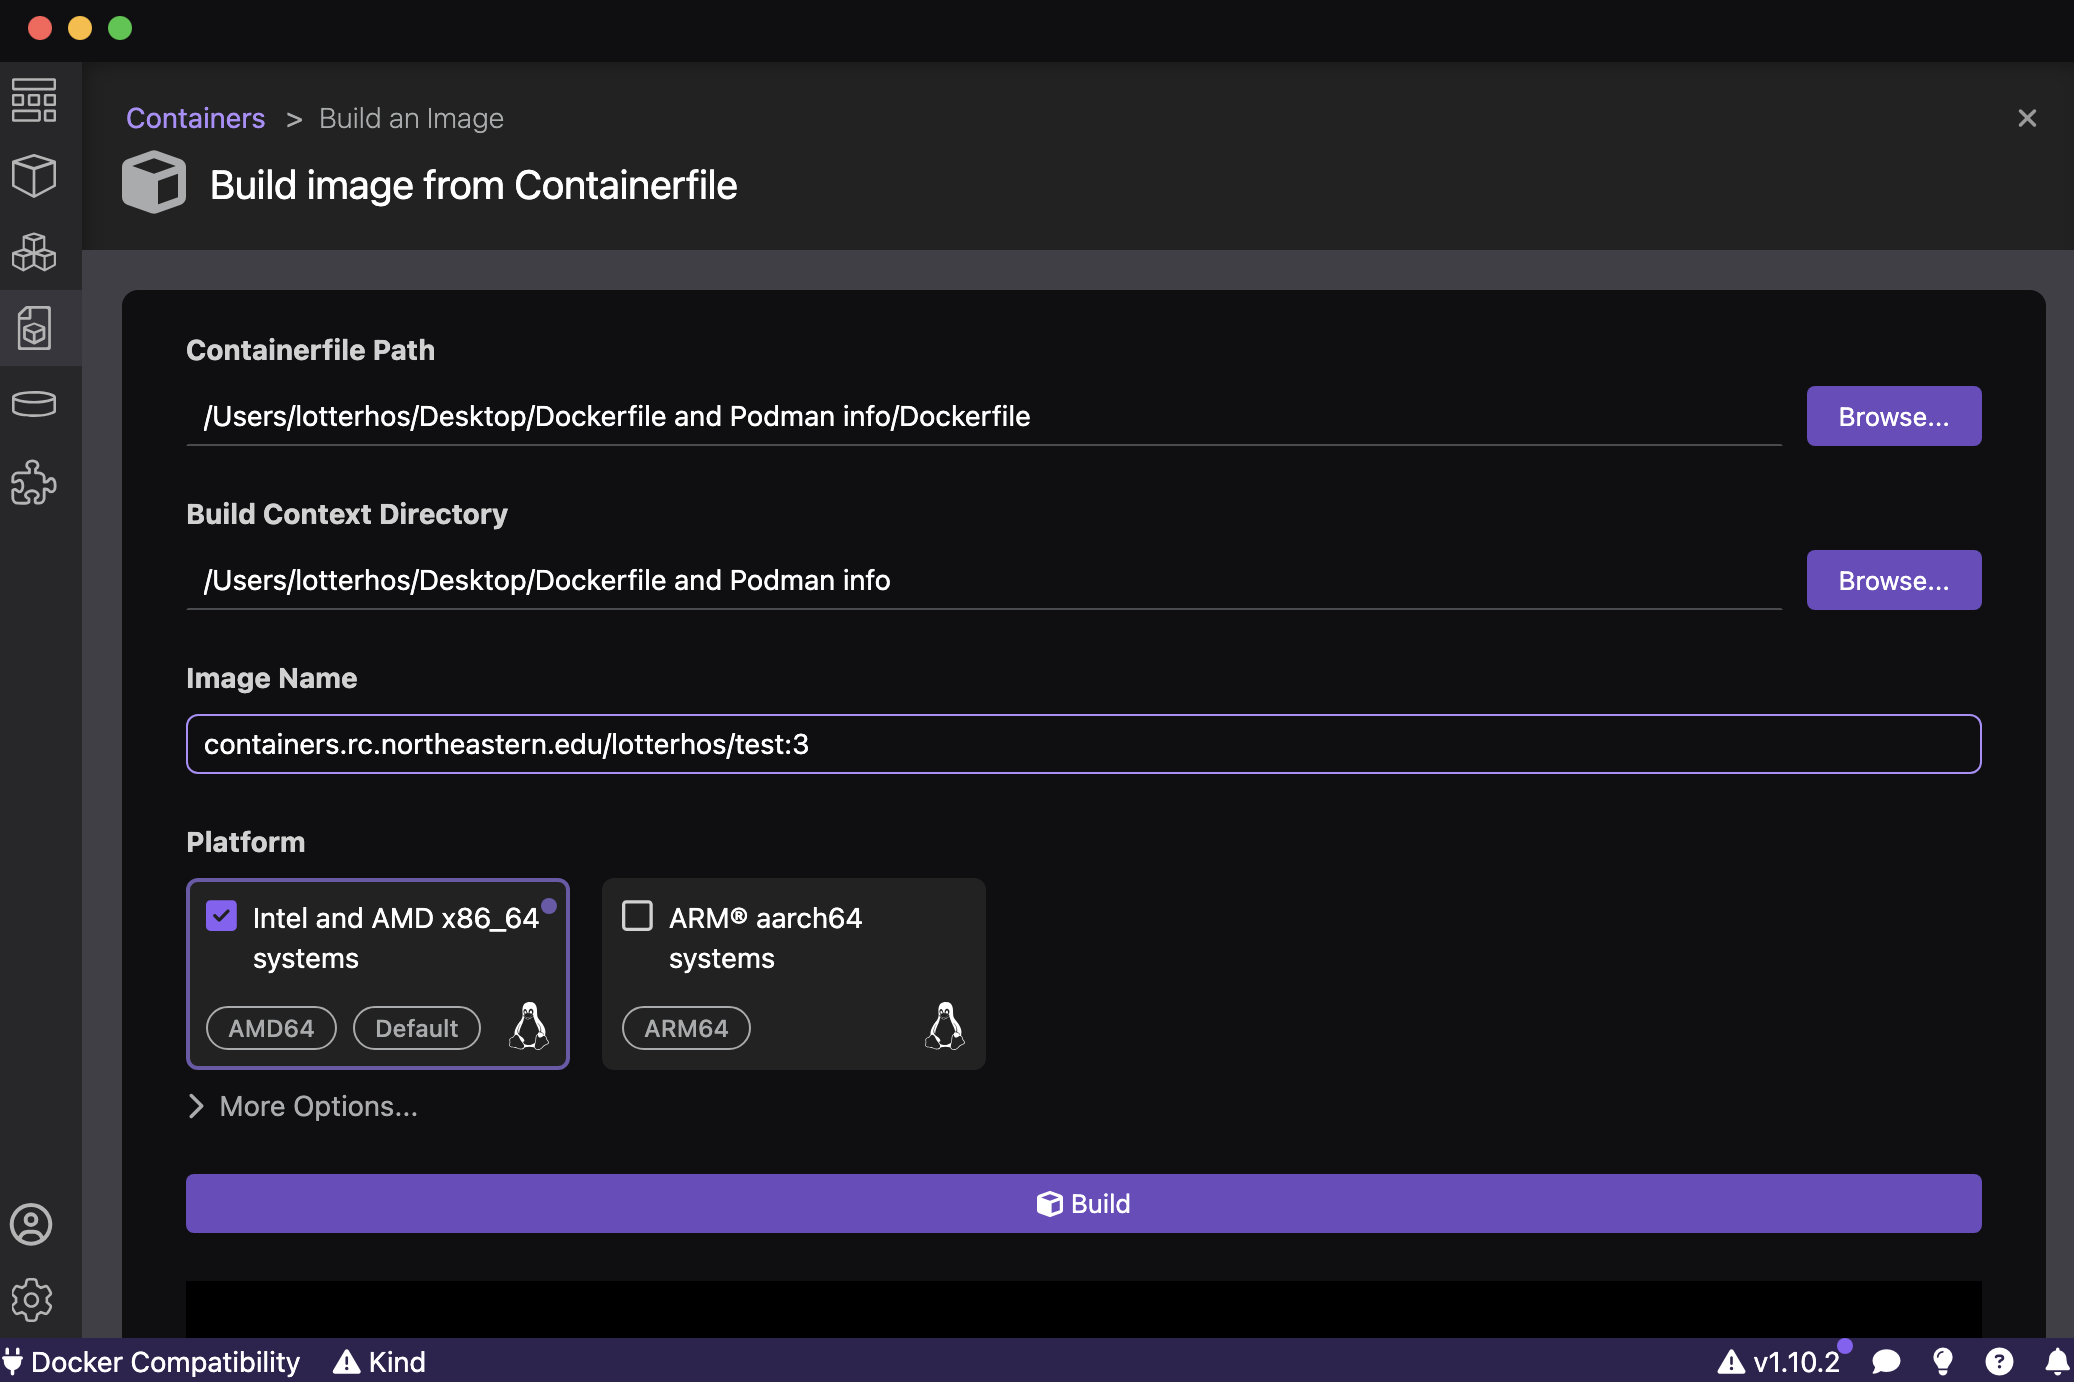 Containers > Build an Image
Build image from Containerfile
Containerfile Path
/Users/lotterhos/Desktop/Dockerfile and Podman info/Dockerfile
Browse...
Build Context Directory
/Users/lotterhos/Desktop/Dockerfile and Podman info
Browse...
Image Name
containers.rc.northeastern.edu/lotterhos/test:3
Platform
Intel and AMD x86_64
systems
AMD64 Default
ARM® aarch64
systems
ARM64
More Options...
Build
Docker Compatibility Kind v1.10.2